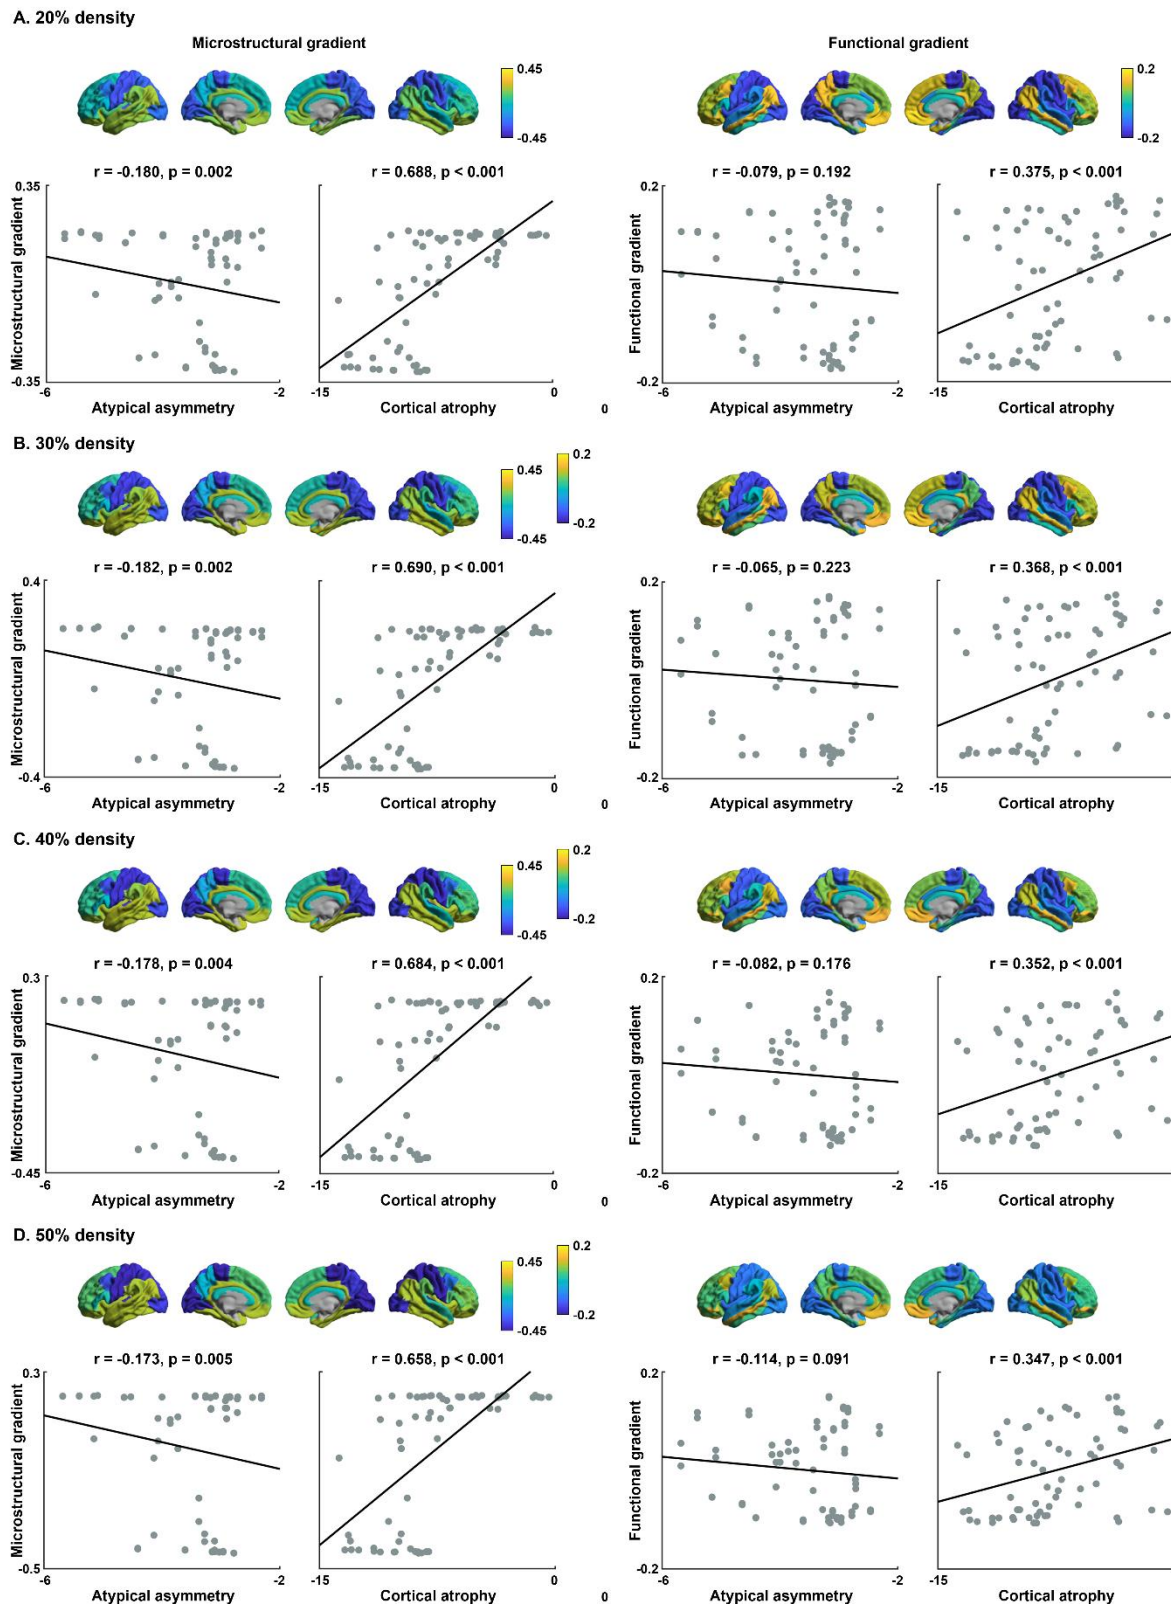 A. 20% density
Microstructural gradient
Functional gradient
0.45
-0.45
0.2
-0.2
r = -0.180, p = 0.002
r = 0.688, p < 0.001
r = -0.079, p = 0.192
r = 0.375, p < 0.001
Microstructural gradient
0.35
-0.35
-6
-2
Atypical asymmetry
-15
0
Cortical atrophy
0
Functional gradient
0.2
-0.2
-6
-2
Atypical asymmetry
-15
Cortical atrophy
B. 30% density
0.45
-0.45
0.2
-0.2
r = -0.182, p = 0.002
r = 0.690, p < 0.001
r = -0.065, p = 0.223
r = 0.368, p < 0.001
Microstructural gradient
0.4
-0.4
-6
-2
Atypical asymmetry
-15
0
Cortical atrophy
0
Functional gradient
0.2
-0.2
-6
-2
Atypical asymmetry
-15
Cortical atrophy
C. 40% density
0.45
-0.45
0.2
-0.2
r = -0.178, p = 0.004
r = 0.684, p < 0.001
r = -0.082, p = 0.176
r = 0.352, p < 0.001
Microstructural gradient
0.3
-0.45
-6
-2
Atypical asymmetry
-15
0
Cortical atrophy
0
Functional gradient
0.2
-0.2
-6
-2
Atypical asymmetry
-15
Cortical atrophy
D. 50% density
0.45
-0.45
0.2
-0.2
r = -0.173, p = 0.005
r = 0.658, p < 0.001
r = -0.114, p = 0.091
r = 0.347, p < 0.001
Microstructural gradient
0.3
-0.5
-6
-2
Atypical asymmetry
-15
0
Cortical atrophy
0
Functional gradient
0.2
-0.2
-6
-2
Atypical asymmetry
-15
Cortical atrophy